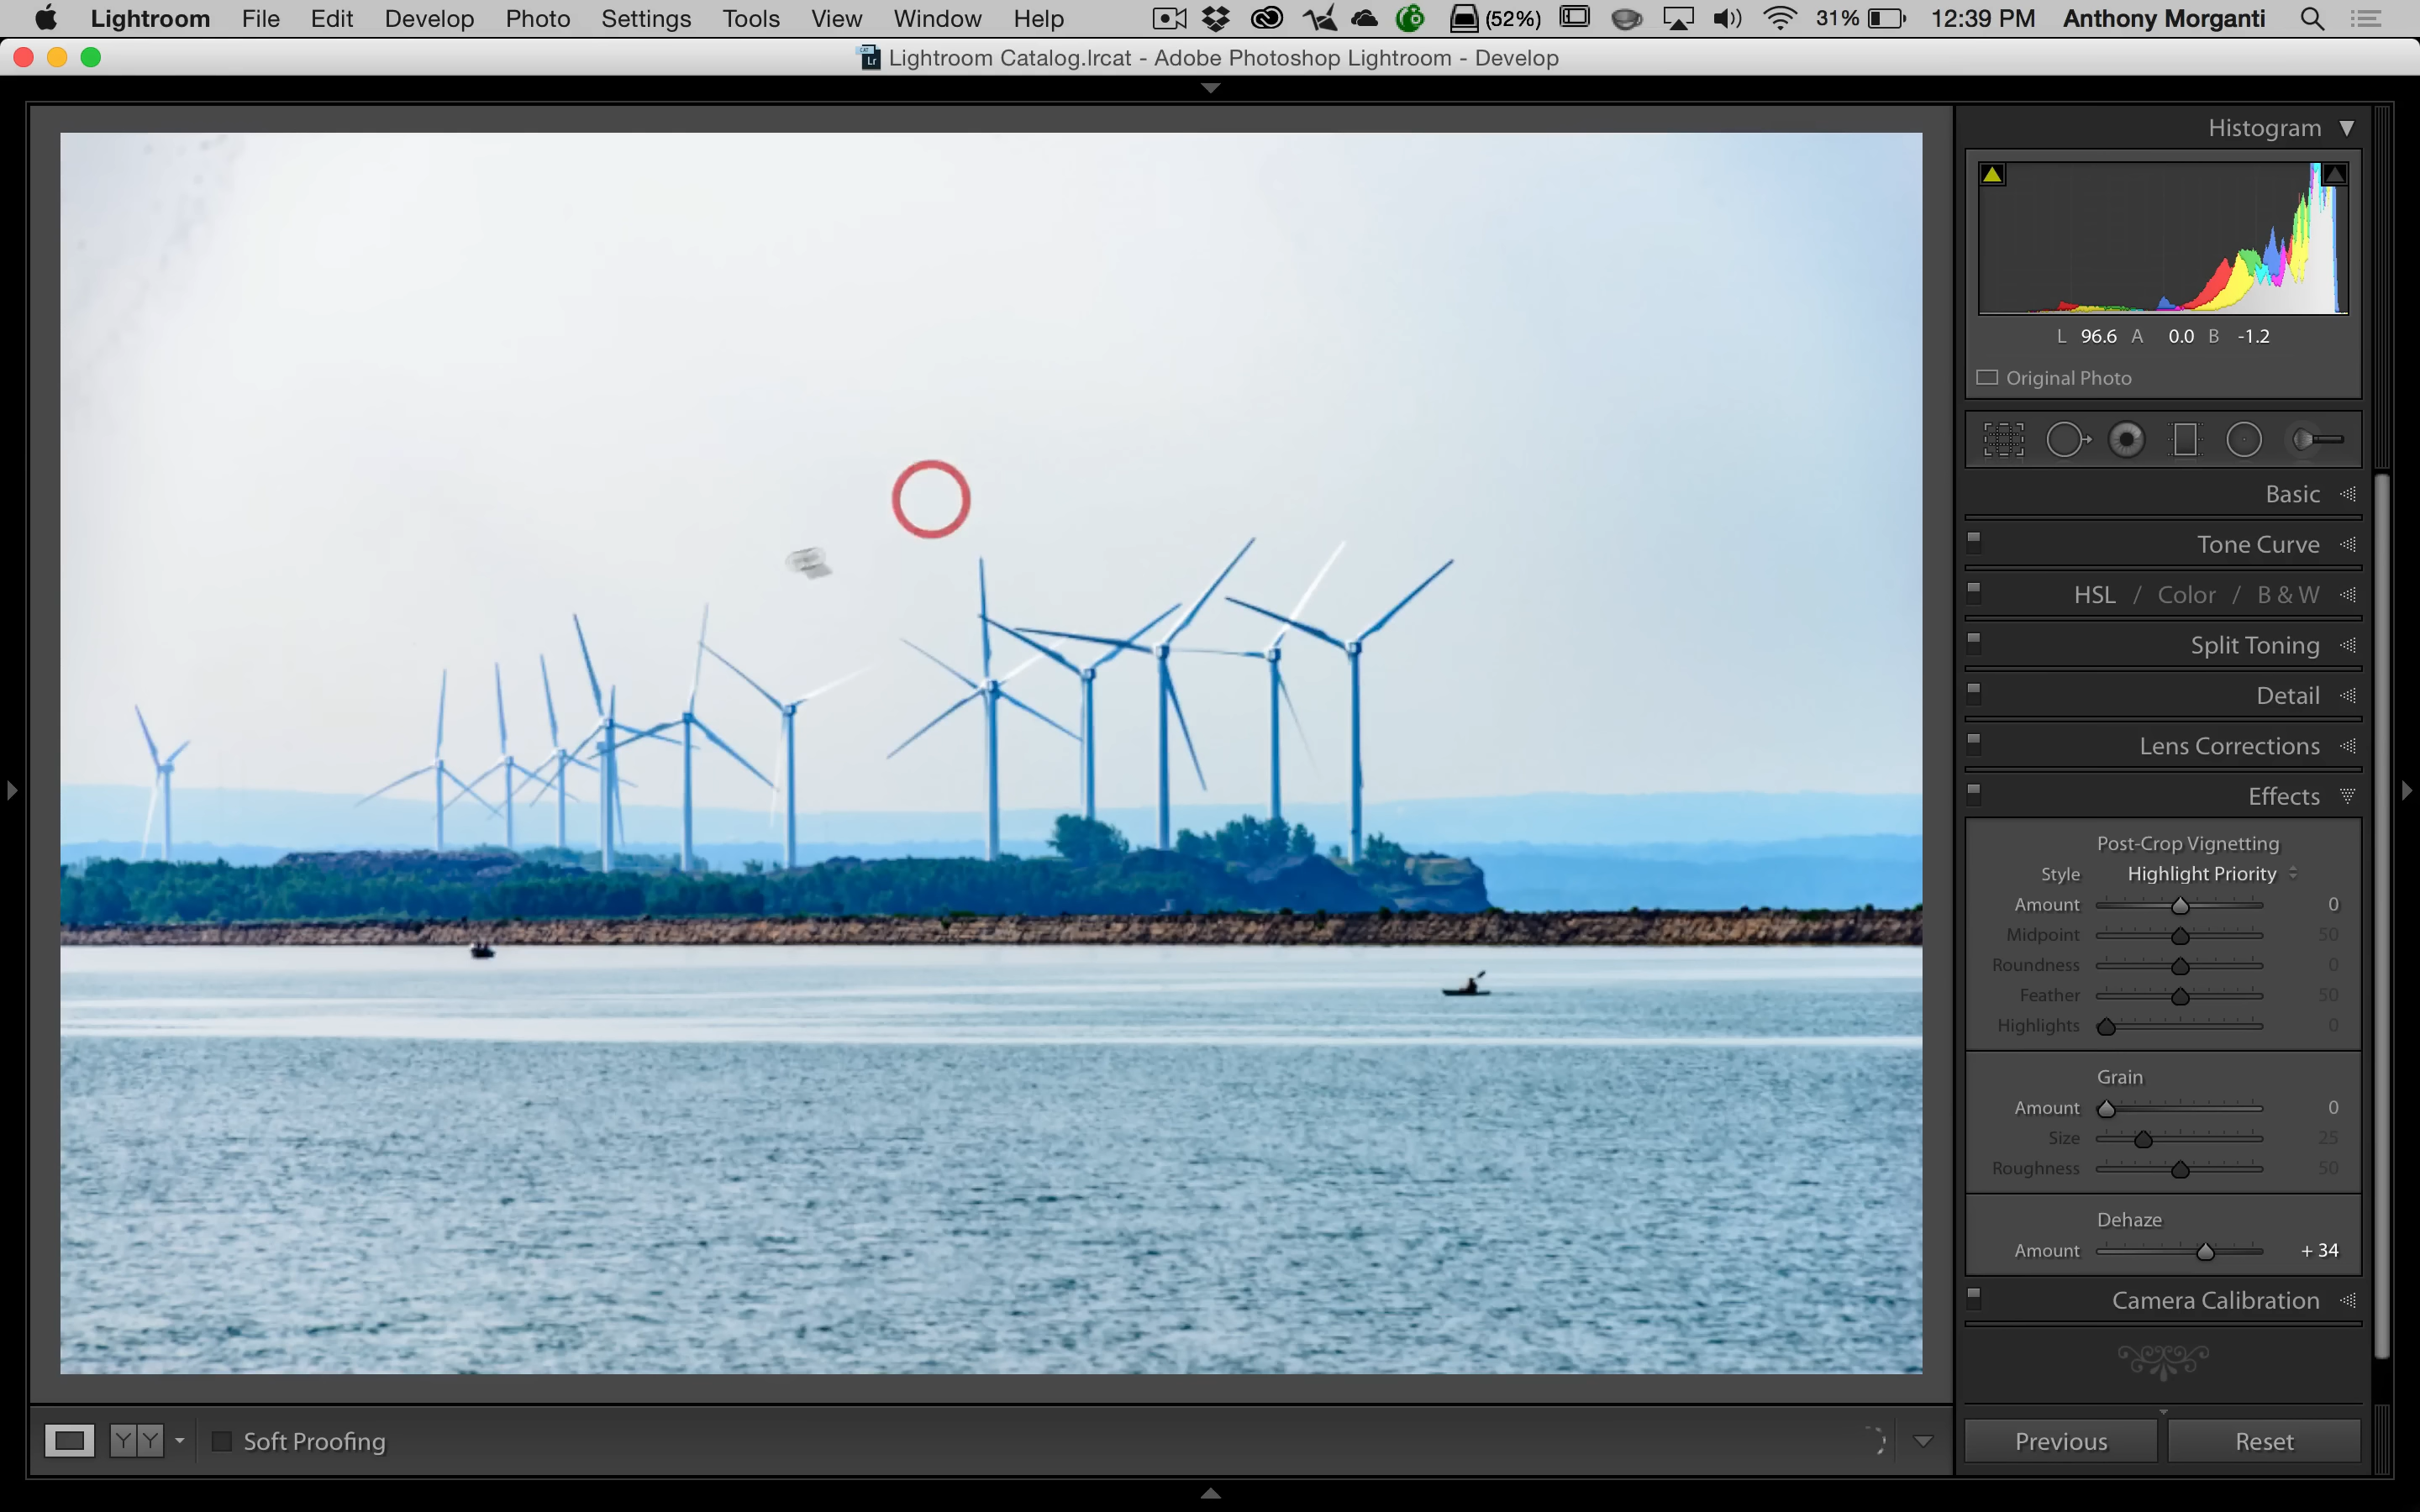 Lightroom File Edit Develop Photo Settings Tools View Window Help (52%) 31% 12:39 PM Anthony Morganti
Lightroom Catalog.lrcat - Adobe Photoshop Lightroom - Develop
Histogram
L 96.6 A 0.0 B -1.2
Original Photo
Basic
Tone Curve
HSL / Color / B & W
Split Toning
Detail
Lens Corrections
Effects
Post-Crop Vignetting
Style Highlight Priority
Amount 0
Midpoint 50
Roundness 0
Feather 50
Highlights 0
Grain
Amount 0
Size 25
Roughness 50
Dehaze
Amount + 34
Camera Calibration
YY Soft Proofing Previous Reset